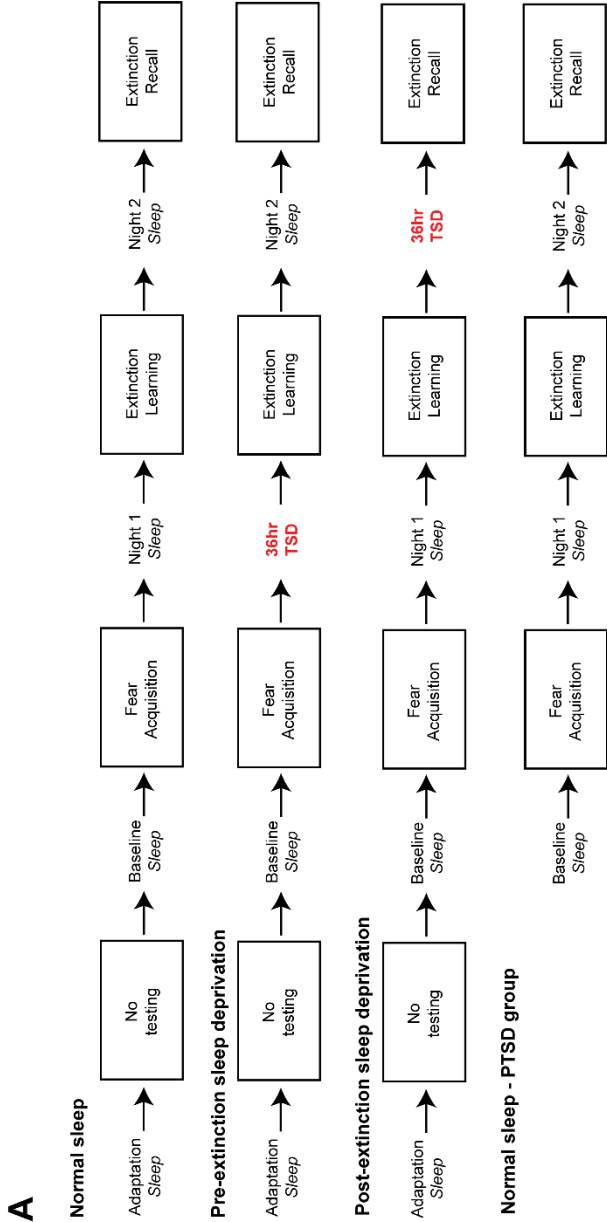 A
Normal sleep
Adaptation
Sleep
No
testing
Baseline
Sleep
Fear
Acquisition
Night 1
Sleep
Extinction
Learning
Night 2
Sleep
Extinction
Recall
Pre-extinction sleep deprivation
Adaptation
Sleep
No
testing
Baseline
Sleep
Fear
Acquisition
36hr
TSD
Extinction
Learning
Night 2
Sleep
Extinction
Recall
Post-extinction sleep deprivation
Adaptation
Sleep
No
testing
Baseline
Sleep
Fear
Acquisition
Night 1
Sleep
Extinction
Learning
36hr
TSD
Extinction
Recall
Normal sleep - PTSD group
Baseline
Sleep
Fear
Acquisition
Night 1
Sleep
Extinction
Learning
Night 2
Sleep
Extinction
Recall